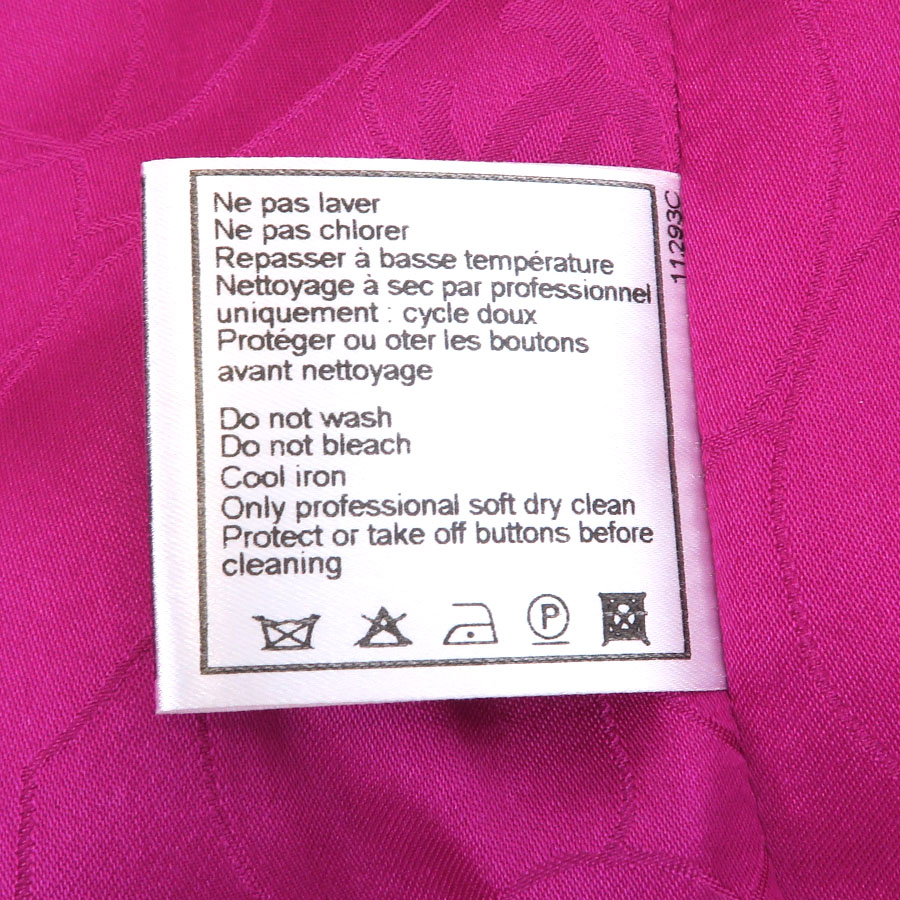 Ne pas laver
Ne pas chlorer
Repasser à basse température
Nettoyage à sec par professionnel
uniquement : cycle doux
Protéger ou oter les boutons
avant nettoyage
Do not wash
Do not bleach
Cool iron
Only professional soft dry clean
Protect or take off buttons before
cleaning
P
11293C